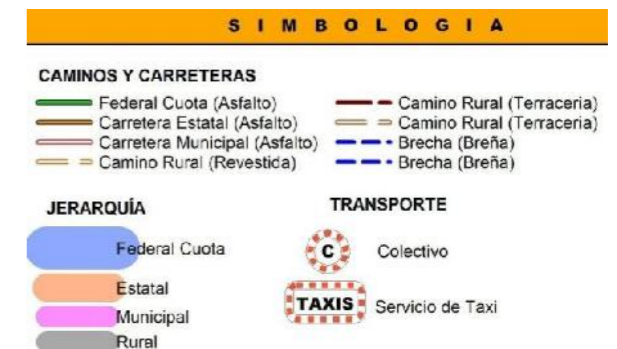 SIMBOLOGIA
CAMINOS Y CARRETERAS
Federal Cuota (Asfalto)
Carretera Estatal (Asfalto)
Carretera Municipal (Asfalto)
Camino Rural (Revestida)
Camino Rural (Terraceria)
Camino Rural (Terraceria)
Brecha (Breña)
Brecha (Breña)
JERARQUÍA
Federal Cuota
Estatal
Municipal
Rural
TRANSPORTE
C Colectivo
TAXIS Servicio de Taxi